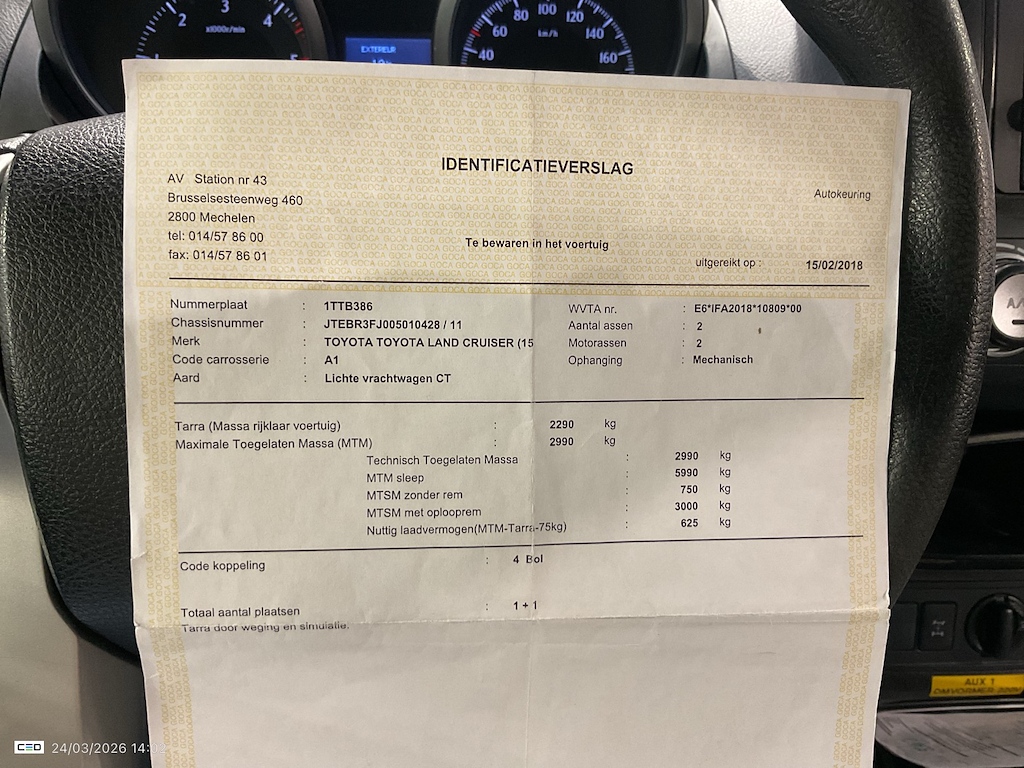 2 3 4
x1000r/min
1 5
EXTERIEUR
40 60 80 100 120 140 160
km/h
IDENTIFICATIEVERSLAG
AV Station nr 43
Brusselsesteenweg 460
2800 Mechelen
tel: 014/57 86 00
fax: 014/57 86 01
Autokeuring
Te bewaren in het voertuig
uitgereikt op : 15/02/2018
Nummerplaat : 1TTB386
Chassisnummer : JTEBR3FJ005010428 / 11
Merk : TOYOTA TOYOTA LAND CRUISER (15
Code carrosserie : A1
Aard : Lichte vrachtwagen CT
WVTA nr. : E6*IFA2018*10809*00
Aantal assen : 2
Motorassen : 2
Ophanging : Mechanisch
Tarra (Massa rijklaar voertuig) : 2290 kg
Maximale Toegelaten Massa (MTM) : 2990 kg
Technisch Toegelaten Massa : 2990 kg
MTM sleep : 5990 kg
MTSM zonder rem : 750 kg
MTSM met oplooprem : 3000 kg
Nuttig laadvermogen(MTM-Tarra-75kg) : 625 kg
Code koppeling : 4 Bol
Totaal aantal plaatsen : 1 + 1
Tarra door weging en simulatie.
AUX 1
OMVORMER
CEO 24/03/2026